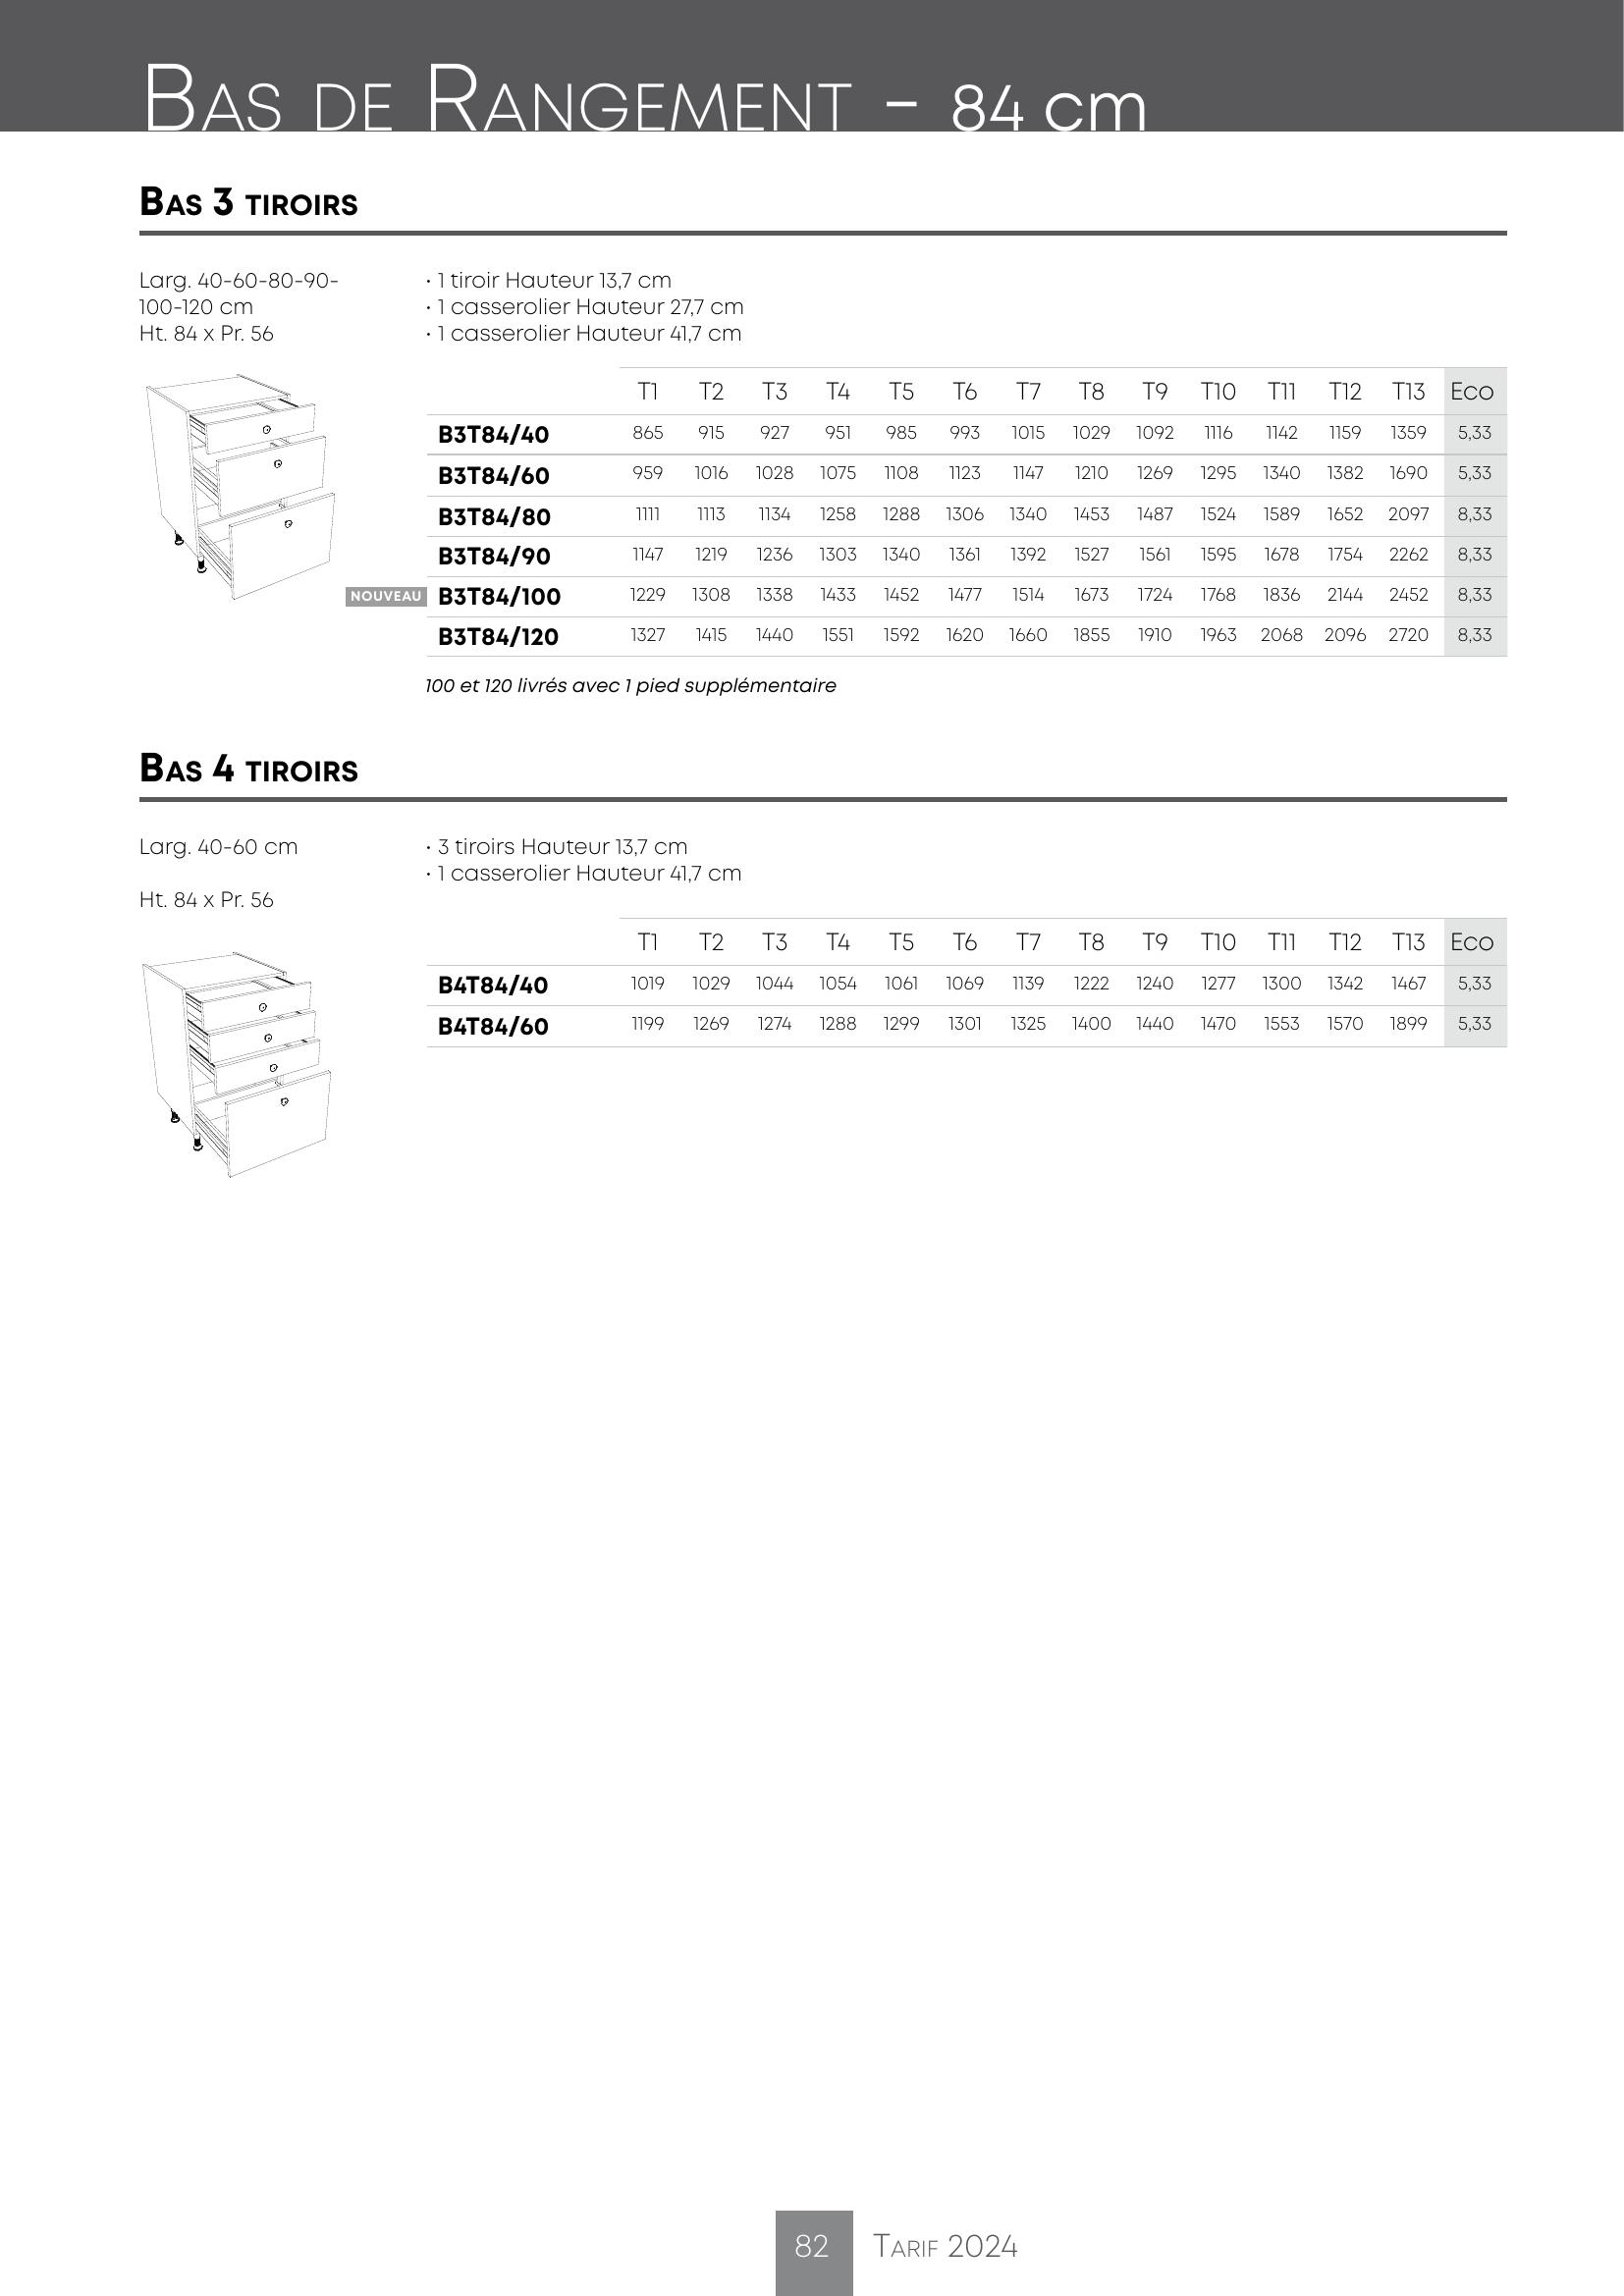 Bas de Rangement - 84 cm
Bas 3 tiroirs
Larg. 40-60-80-90-
100-120 cm
Ht. 84 x Pr. 56
• 1 tiroir Hauteur 13,7 cm
• 1 casserolier Hauteur 27,7 cm
• 1 casserolier Hauteur 41,7 cm
T1 T2 T3 T4 T5 T6 T7 T8 T9 T10 T11 T12 T13 Eco
B3T84/40 865 915 927 951 985 993 1015 1029 1092 1116 1142 1159 1359 5,33
B3T84/60 959 1016 1028 1075 1108 1123 1147 1210 1269 1295 1340 1382 1690 5,33
B3T84/80 1111 1113 1134 1258 1288 1306 1340 1453 1487 1524 1589 1652 2097 8,33
B3T84/90 1147 1219 1236 1303 1340 1361 1392 1527 1561 1595 1678 1754 2262 8,33
NOUVEAU B3T84/100 1229 1308 1338 1433 1452 1477 1514 1673 1724 1768 1836 2144 2452 8,33
B3T84/120 1327 1415 1440 1551 1592 1620 1660 1855 1910 1963 2068 2096 2720 8,33
100 et 120 livrés avec 1 pied supplémentaire
Bas 4 tiroirs
Larg. 40-60 cm
Ht. 84 x Pr. 56
• 3 tiroirs Hauteur 13,7 cm
• 1 casserolier Hauteur 41,7 cm
T1 T2 T3 T4 T5 T6 T7 T8 T9 T10 T11 T12 T13 Eco
B4T84/40 1019 1029 1044 1054 1061 1069 1139 1222 1240 1277 1300 1342 1467 5,33
B4T84/60 1199 1269 1274 1288 1299 1301 1325 1400 1440 1470 1553 1570 1899 5,33
82 Tarif 2024